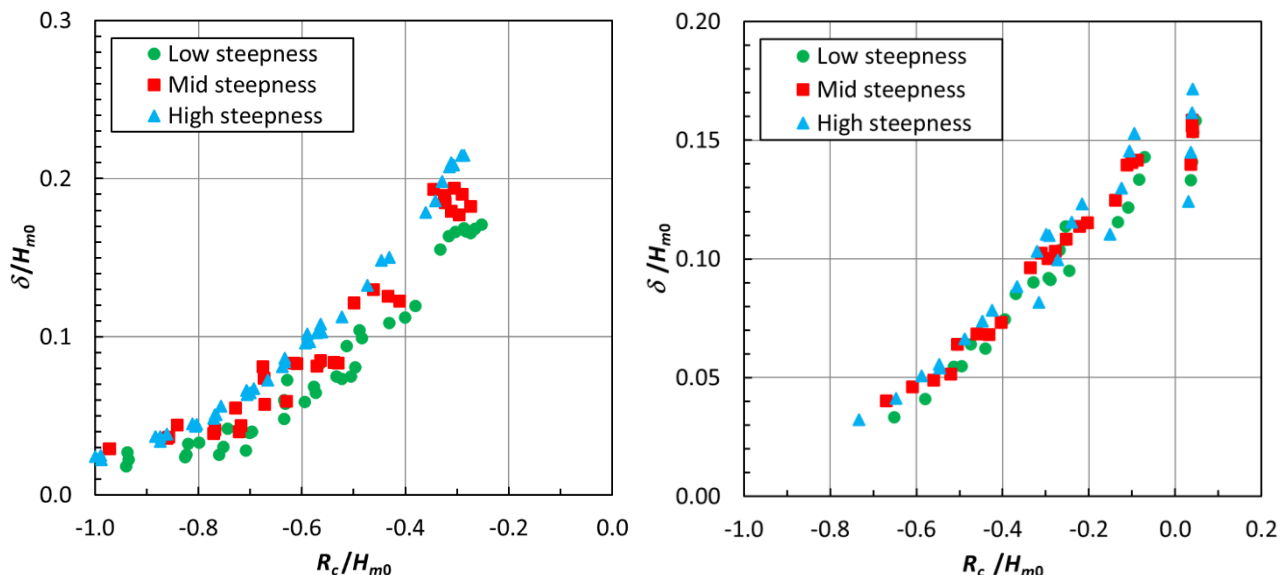 0.3
0.2
0.1
0.0
δ/Hm0
Low steepness
Mid steepness
High steepness
-1.0 -0.8 -0.6 -0.4 -0.2 0.0
Rc/Hm0
0.20
0.15
0.10
0.05
0.00
δ /Hm0
Low steepness
Mid steepness
High steepness
-1.0 -0.8 -0.6 -0.4 -0.2 0.0 0.2
Rc/Hm0